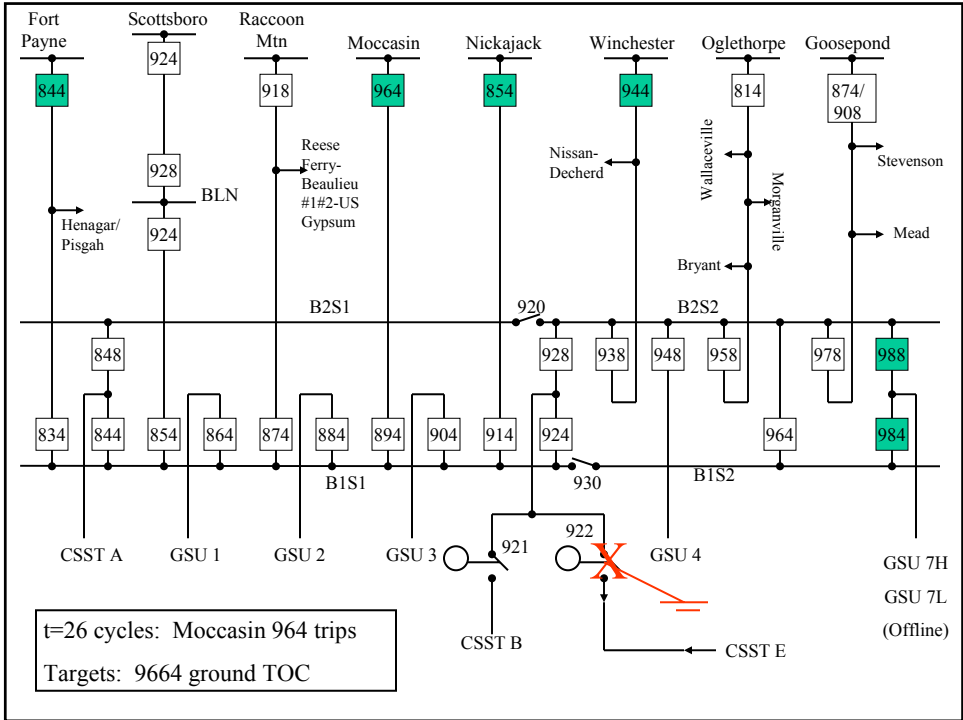 Fort
Payne
Scottsboro
Raccoon
Mtn
Moccasin
Nickajack
Winchester
Oglethorpe
Goosepond
924
844
918
964
854
944
814
874/
908
Reese
Ferry-
Beaulieu
#1#2-US
Gypsum
Nissan-
Decherd
Wallaceville
Morganville
Stevenson
928
BLN
924
Henagar/
Pisgah
Mead
Bryant
B2S1
920
B2S2
848
928
938
948
958
978
988
834
844
854
864
874
884
894
904
914
924
964
984
B1S1
930
B1S2
CSST A
GSU 1
GSU 2
GSU 3
921
922
X
GSU 4
GSU 7H
GSU 7L
(Offline)
CSST B
CSST E
t=26 cycles: Moccasin 964 trips
Targets: 9664 ground TOC